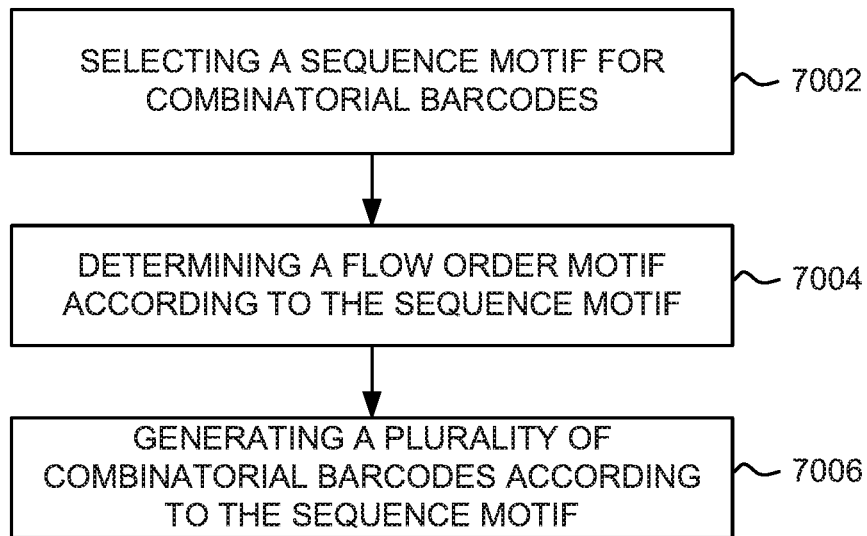 SELECTING A SEQUENCE MOTIF FOR
COMBINATORIAL BARCODES
7002
DETERMINING A FLOW ORDER MOTIF
ACCORDING TO THE SEQUENCE MOTIF
7004
GENERATING A PLURALITY OF
COMBINATORIAL BARCODES ACCORDING
TO THE SEQUENCE MOTIF
7006